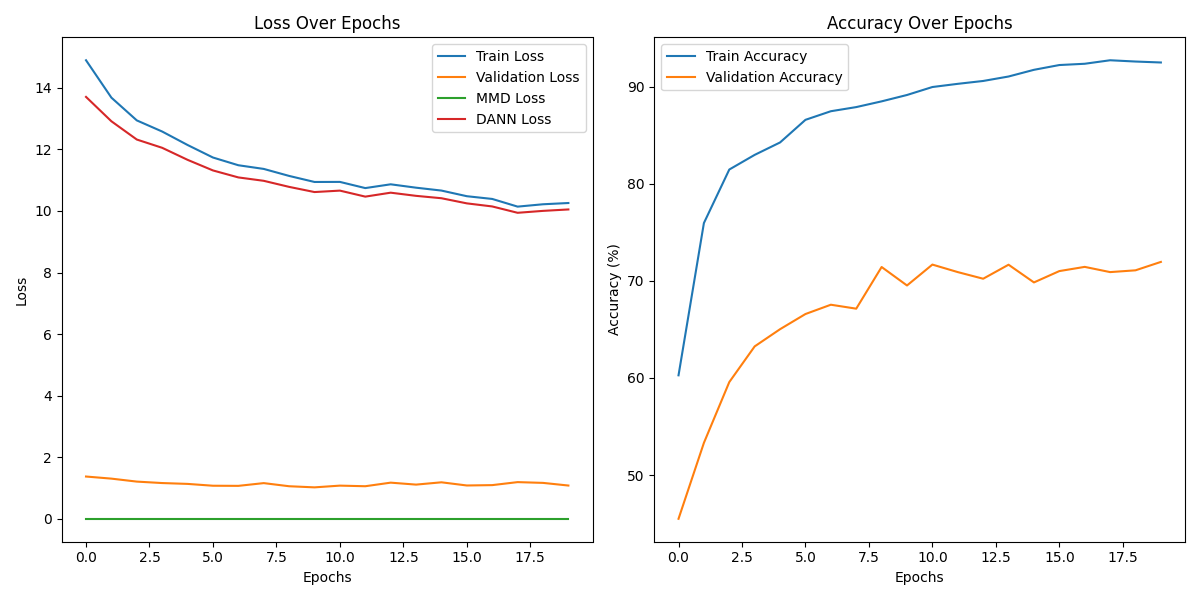 Loss Over Epochs
Train Loss
Validation Loss
MMD Loss
DANN Loss
14
12
10
8
6
4
2
0
Loss
0.0 2.5 5.0 7.5 10.0 12.5 15.0 17.5
Epochs
Accuracy Over Epochs
Train Accuracy
Validation Accuracy
90
80
70
60
50
Accuracy (%)
0.0 2.5 5.0 7.5 10.0 12.5 15.0 17.5
Epochs